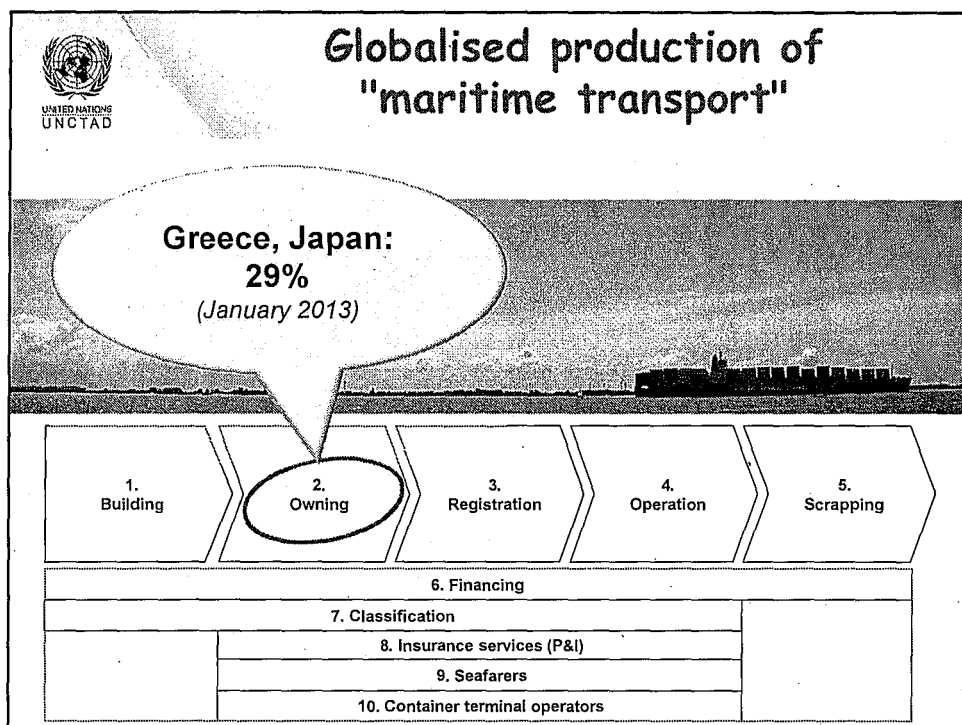 Globalised production of
"maritime transport"
UNITED NATIONS
UNCTAD
Greece, Japan:
29%
(January 2013)
1.
Building
2.
Owning
3.
Registration
4.
Operation
5.
Scrapping
6. Financing
7. Classification
8. Insurance services (P&I)
9. Seafarers
10. Container terminal operators